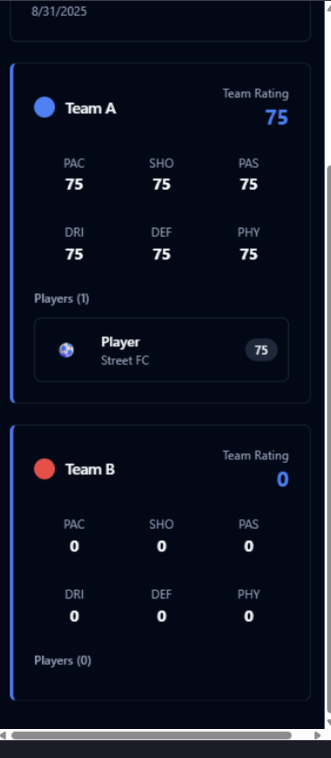 8/31/2025
Team A
Team Rating
75
PAC SHO PAS
75 75 75
DRI DEF PHY
75 75 75
Players (1)
Player
Street FC
75
Team B
Team Rating
0
PAC SHO PAS
0 0 0
DRI DEF PHY
0 0 0
Players (0)